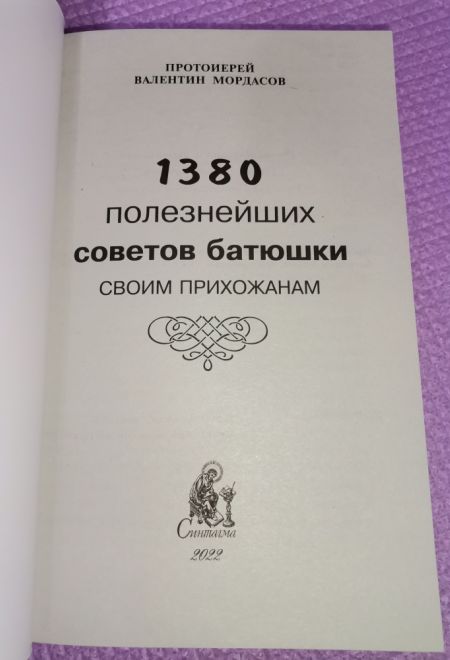 ПРОТОИЕРЕЙ
ВАЛЕНТИН МОРДАСОВ
1380
ПОЛЕЗНЕЙШИХ
СОВЕТОВ БАТЮШКИ
СВОИМ ПРИХОЖАНАМ
Синтагма
2022